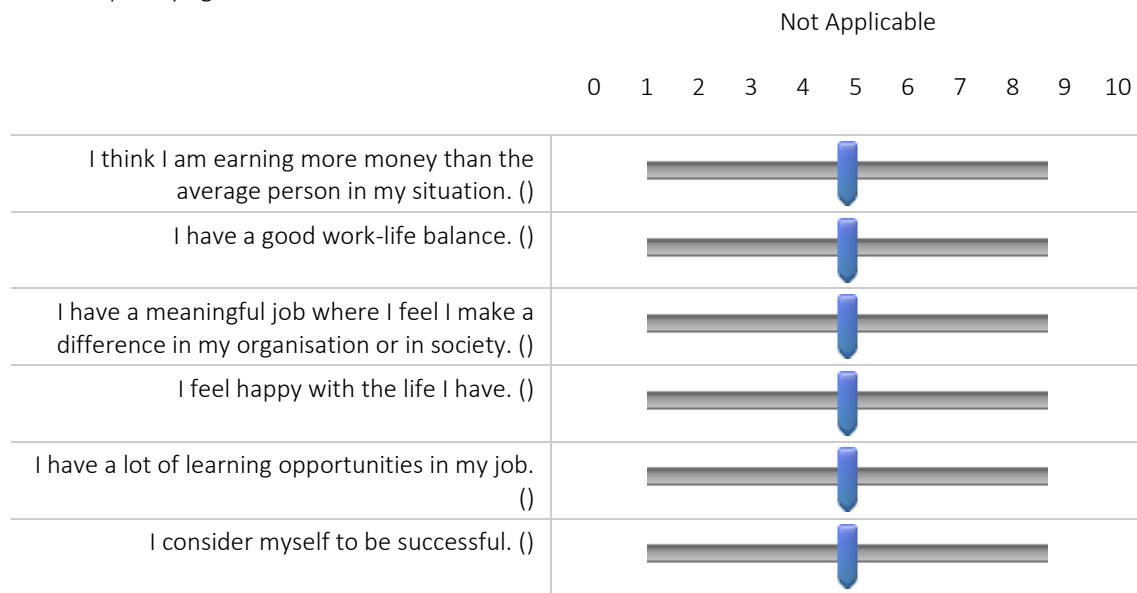 Not Applicable
0 1 2 3 4 5 6 7 8 9 10
I think I am earning more money than the
average person in my situation. ()
I have a good work-life balance. ()
I have a meaningful job where I feel I make a
difference in my organisation or in society. ()
I feel happy with the life I have. ()
I have a lot of learning opportunities in my job.
()
I consider myself to be successful. ()